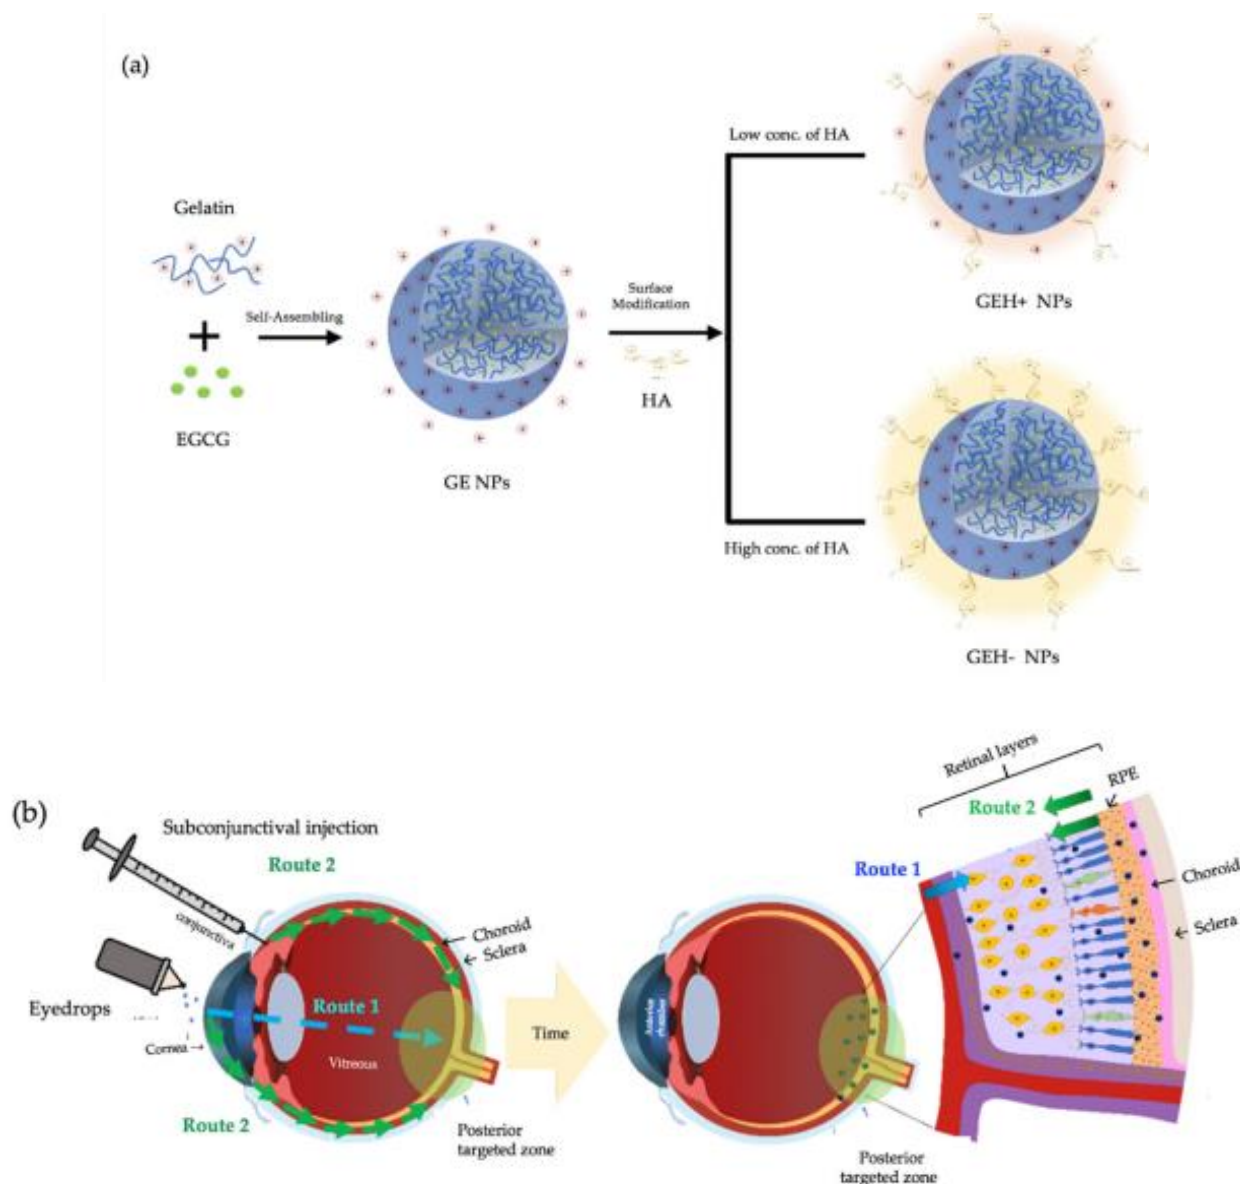 (a)
Gelatin
EGCG
Self-Assembling
GE NPs
Surface
Modification
HA
Low conc. of HA
GEH+ NPs
High conc. of HA
GEH- NPs
(b)
Subconjunctival injection
Route 2
conjunctiva
Eyedrops
Cornea
Route 1
Vitreous
Choroid
Sclera
Route 2
Posterior
targeted zone
Time
Anterior
chamber
Posterior
targeted zone
Retinal layers
RPE
Route 2
Route 1
Choroid
Sclera